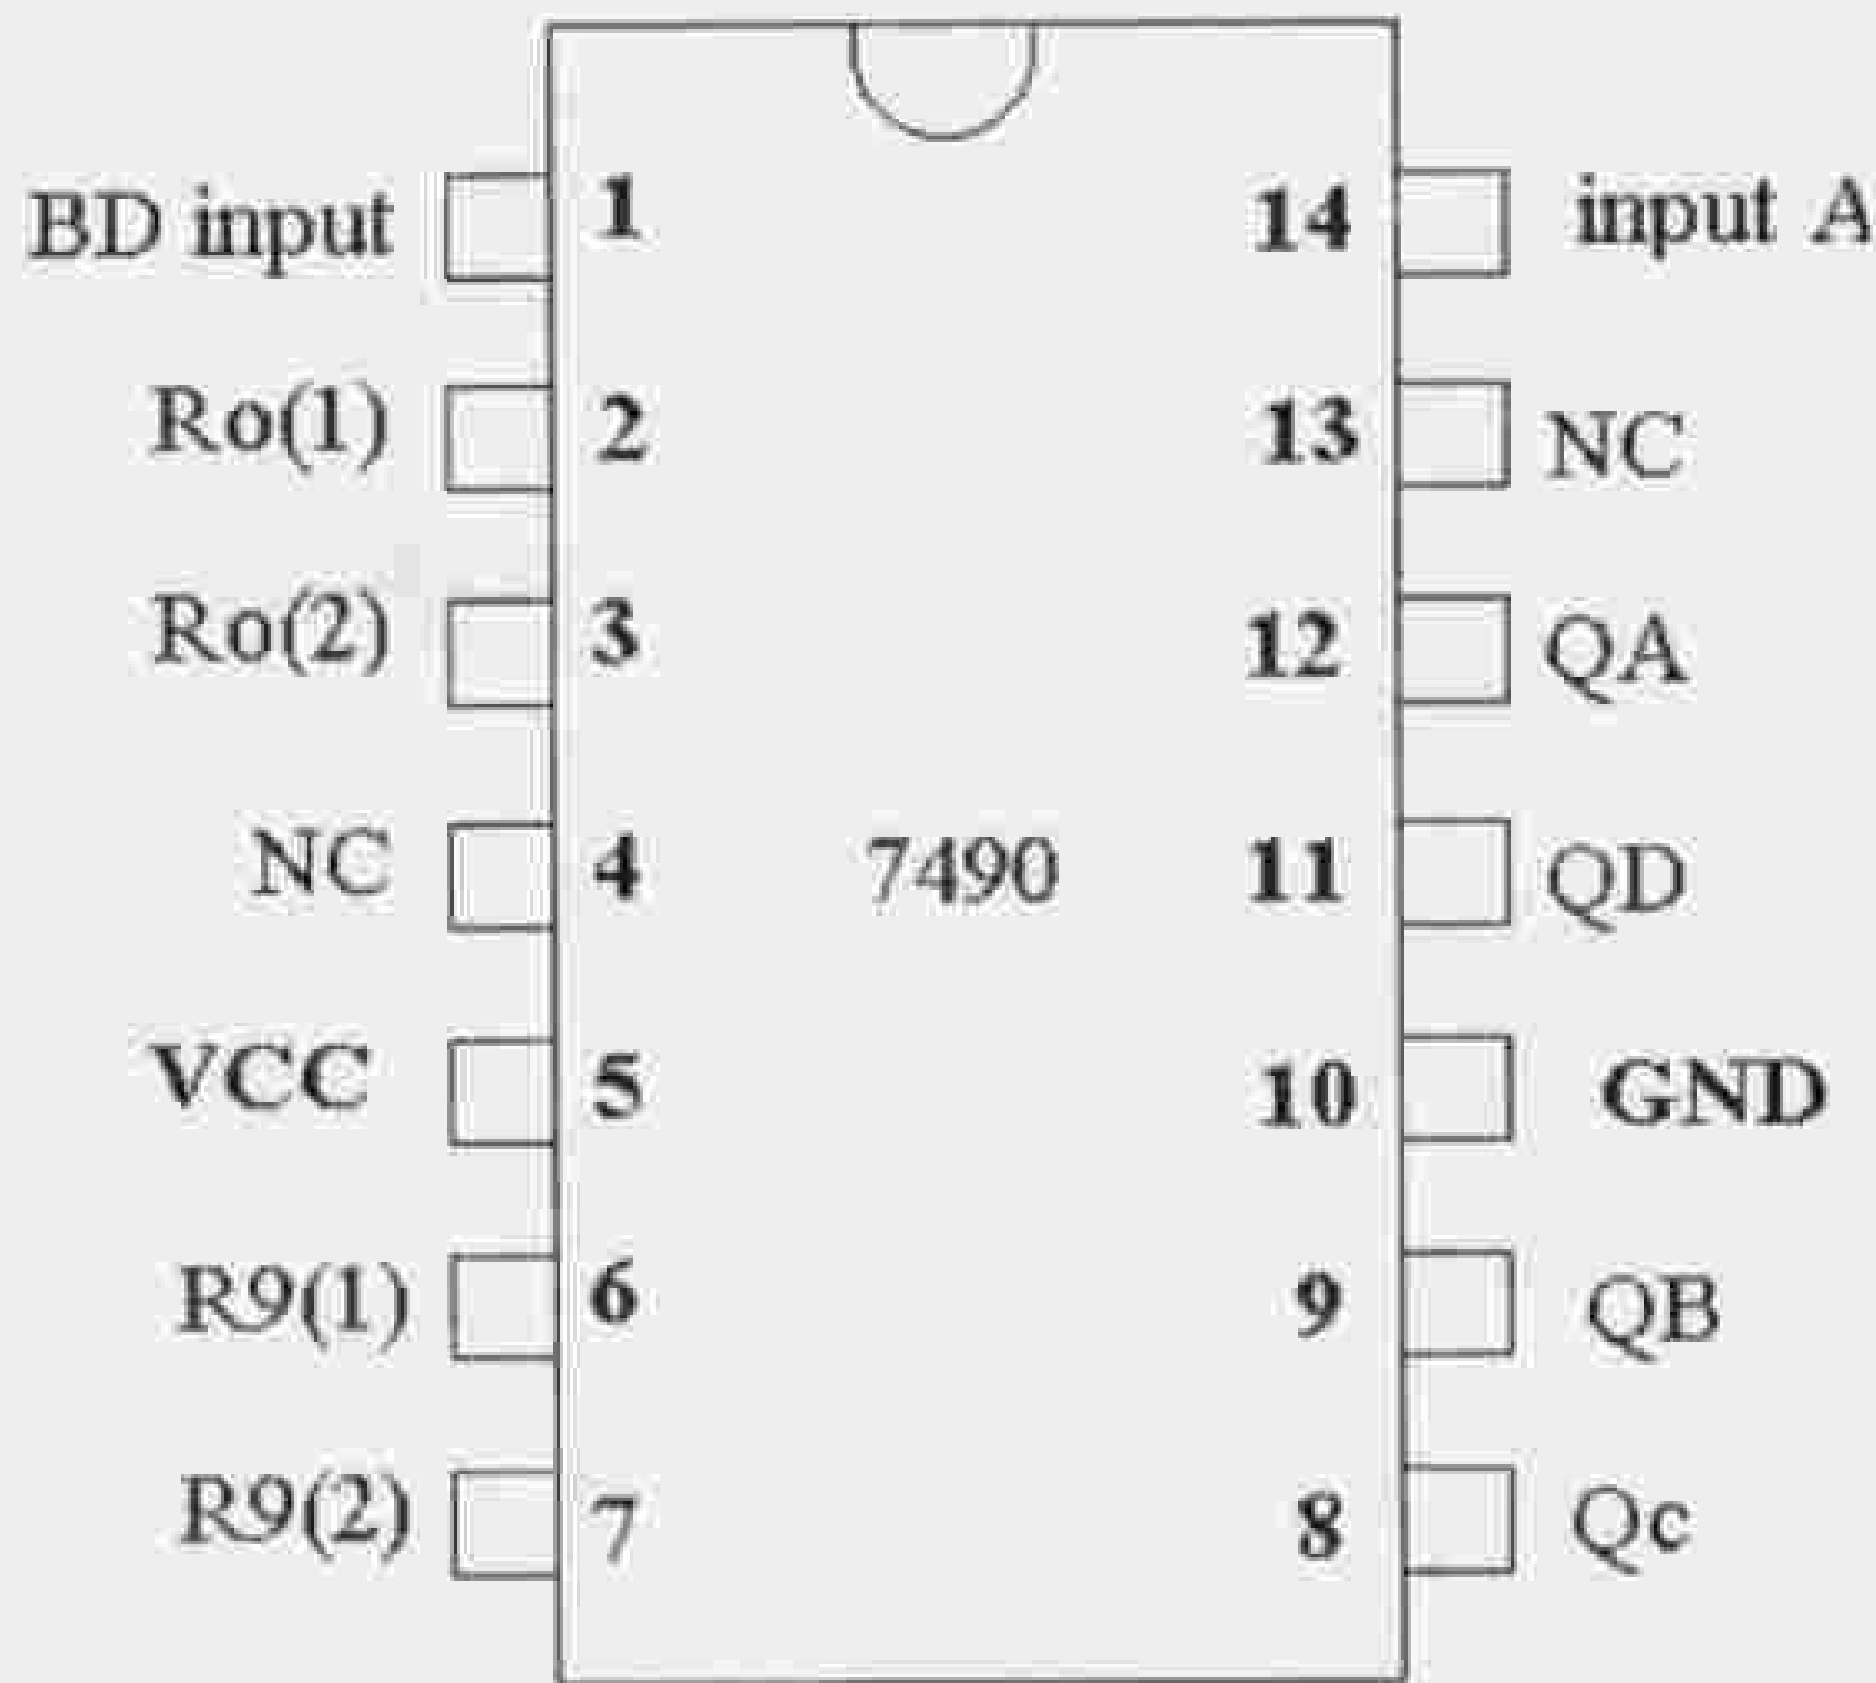 BD input 1 14 input A
Ro(1) 2 13 NC
Ro(2) 3 12 QA
NC 4 7490 11 QD
VCC 5 10 GND
R9(1) 6 9 QB
R9(2) 7 8 Qc